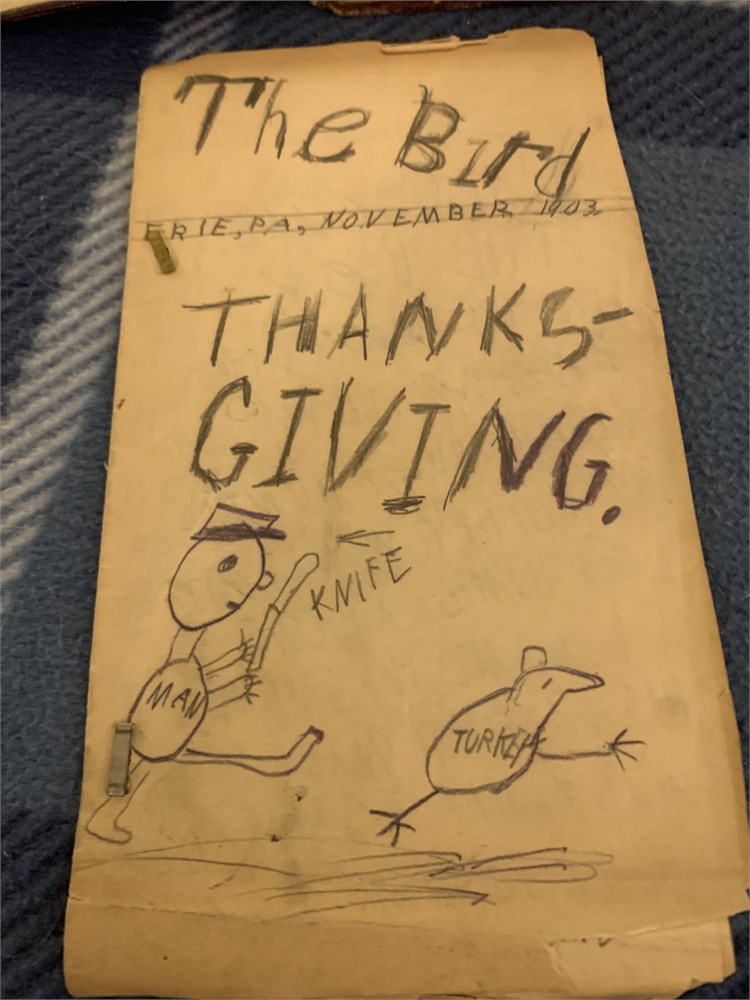 The Bird
ERIE, PA, NOVEMBER 1903.
THANKS-
GIVING.
KNIFE
MAN
TURKEY